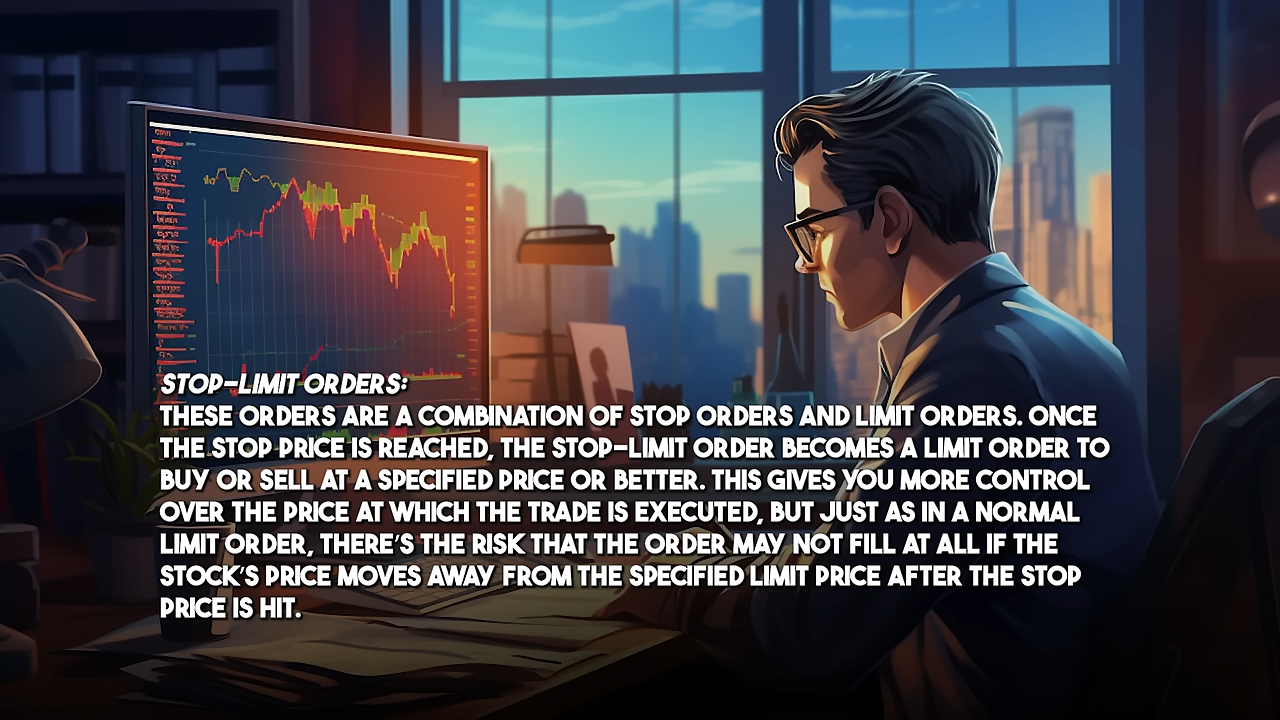 STOP-LIMIT ORDERS:
THESE ORDERS ARE A COMBINATION OF STOP ORDERS AND LIMIT ORDERS. ONCE
THE STOP PRICE IS REACHED, THE STOP-LIMIT ORDER BECOMES A LIMIT ORDER TO
BUY OR SELL AT A SPECIFIED PRICE OR BETTER. THIS GIVES YOU MORE CONTROL
OVER THE PRICE AT WHICH THE TRADE IS EXECUTED, BUT JUST AS IN A NORMAL
LIMIT ORDER, THERE'S THE RISK THAT THE ORDER MAY NOT FILL AT ALL IF THE
STOCK'S PRICE MOVES AWAY FROM THE SPECIFIED LIMIT PRICE AFTER THE STOP
PRICE IS HIT.